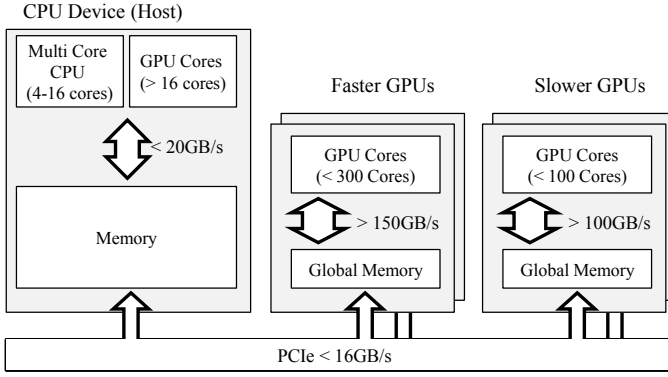 CPU Device (Host)
Multi Core
CPU
(4-16 cores)
GPU Cores
(> 16 cores)
< 20GB/s
Memory
Faster GPUs
GPU Cores
(< 300 Cores)
> 150GB/s
Global Memory
Slower GPUs
GPU Cores
(< 100 Cores)
> 100GB/s
Global Memory
PCIe < 16GB/s